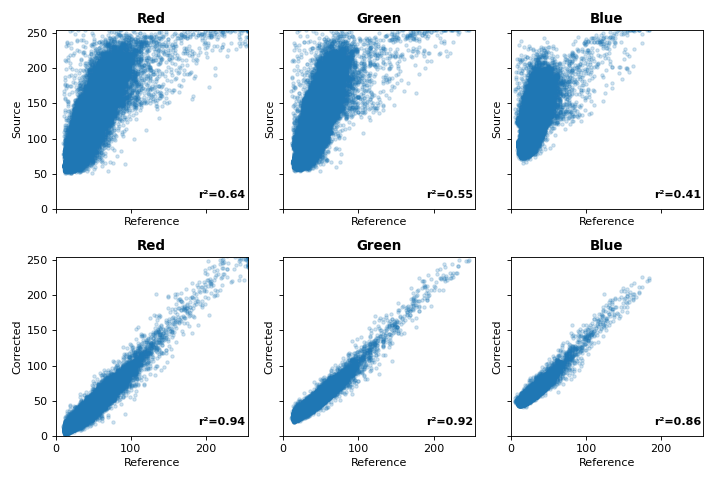 Red Green Blue
250
200
150
100
50
0
Source Source Source
r²=0.64 r²=0.55 r²=0.41
Reference Reference Reference
Red Green Blue
250
200
150
100
50
0
Corrected Corrected Corrected
r²=0.94 r²=0.92 r²=0.86
0 100 200 0 100 200 0 100 200
Reference Reference Reference